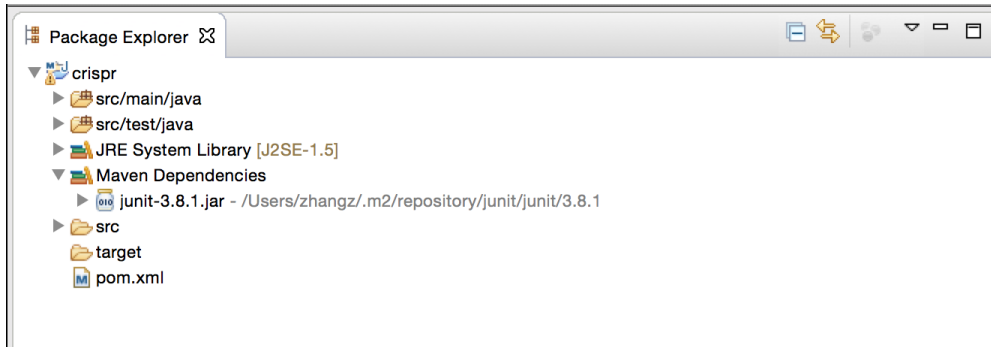 Package Explorer
crispr
src/main/java
src/test/java
JRE System Library [J2SE-1.5]
Maven Dependencies
junit-3.8.1.jar - /Users/zhangz/.m2/repository/junit/junit/3.8.1
src
target
pom.xml